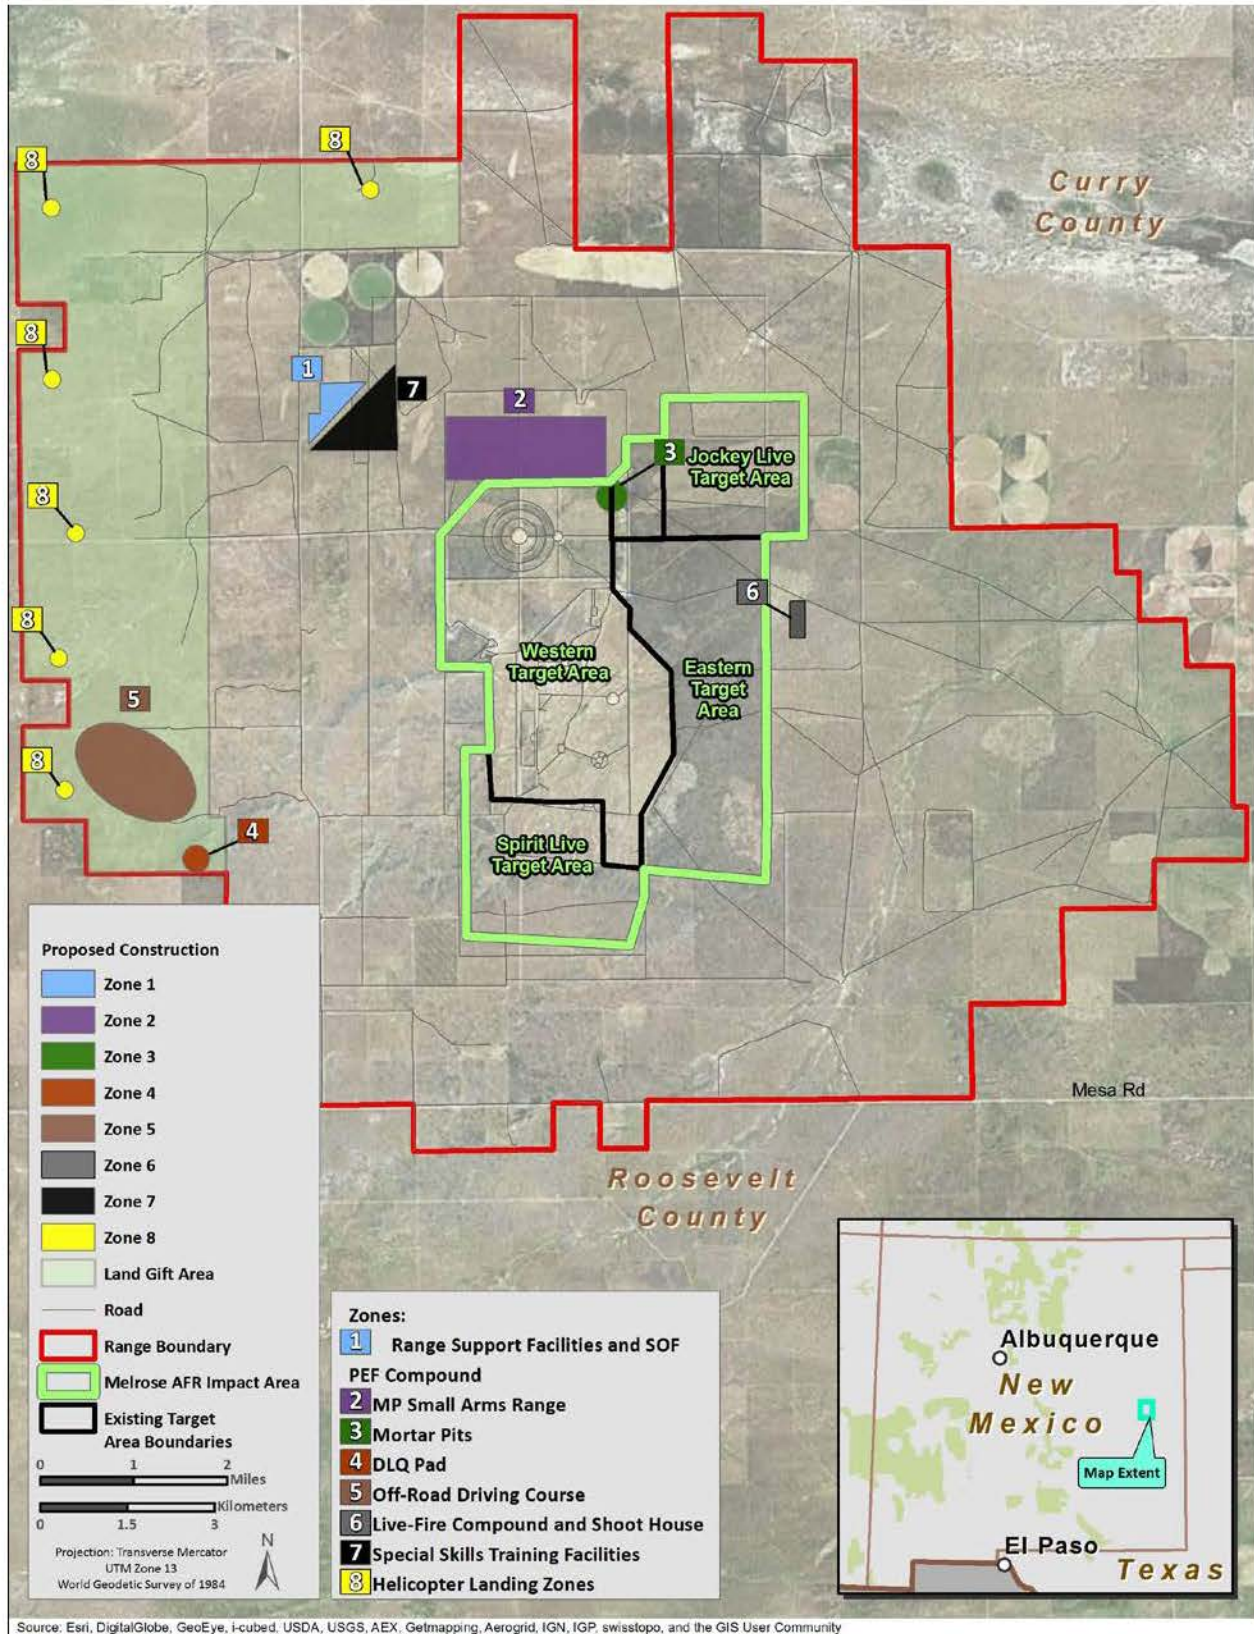 8
8
Curry
County
8
1
7
2
3
Jockey Live
Target Area
8
6
8
Western
Target Area
Eastern
Target
Area
5
8
4
Spirit Live
Target Area
Proposed Construction
Zone 1
Zone 2
Zone 3
Zone 4
Zone 5
Zone 6
Zone 7
Zone 8
Land Gift Area
Road
Range Boundary
Melrose AFR Impact Area
Existing Target
Area Boundaries
0 1 2
Miles
Kilometers
0 1.5 3
Projection: Transverse Mercator
UTM Zone 13
World Geodetic Survey of 1984
N
Mesa Rd
Roosevelt
County
Zones:
1 Range Support Facilities and SOF
PEF Compound
2 MP Small Arms Range
3 Mortar Pits
4 DLQ Pad
5 Off-Road Driving Course
6 Live-Fire Compound and Shoot House
7 Special Skills Training Facilities
8 Helicopter Landing Zones
Albuquerque
New
Mexico
Map Extent
El Paso
Texas
Source: Esri, DigitalGlobe, GeoEye, i-cubed, USDA, USGS, AEX, Getmapping, Aerogrid, IGN, IGP, swisstopo, and the GIS User Community